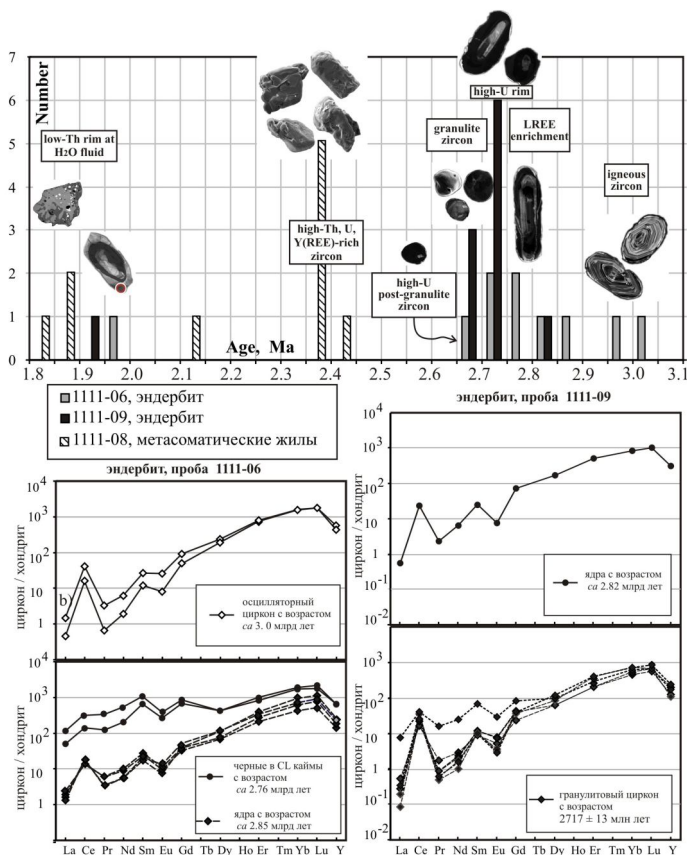 7
6
5
4
3
2
1
0
Number
low-Th rim at
H2O fluid
high-Th, U,
Y(REE)-rich
zircon
high-U rim
granulite
zircon
LREE
enrichment
igneous
zircon
high-U
post-granulite
zircon
Age, Ma
1.8 1.9 2.0 2.1 2.2 2.3 2.4 2.5 2.6 2.7 2.8 2.9 3.0 3.1
1111-06, эндербит
1111-09, эндербит
1111-08, метасоматические жилы
эндербит, проба 1111-09
10^4
10^3
10^2
10
1
10^-1
10^-2
циркон / хондрит
ядра с возрастом
ca 2.82 млрд лет
эндербит, проба 1111-06
10^4
10^3
10^2
10
1
циркон / хондрит
b)
осцилляторный
циркон с возрастом
ca 3. 0 млрд лет
10^4
10^3
10^2
10
1
циркон / хондрит
черные в CL каймы
с возрастом
ca 2.76 млрд лет
ядра с возрастом
ca 2.85 млрд лет
La Ce Pr Nd Sm Eu Gd Tb Dy Ho Er Tm Yb Lu Y
10^3
10^2
10
1
10^-1
10^-2
циркон / хондрит
гранулитовый циркон
с возрастом
2717 ± 13 млн лет
La Ce Pr Nd Sm Eu Gd Tb Dy Ho Er Tm Yb Lu Y